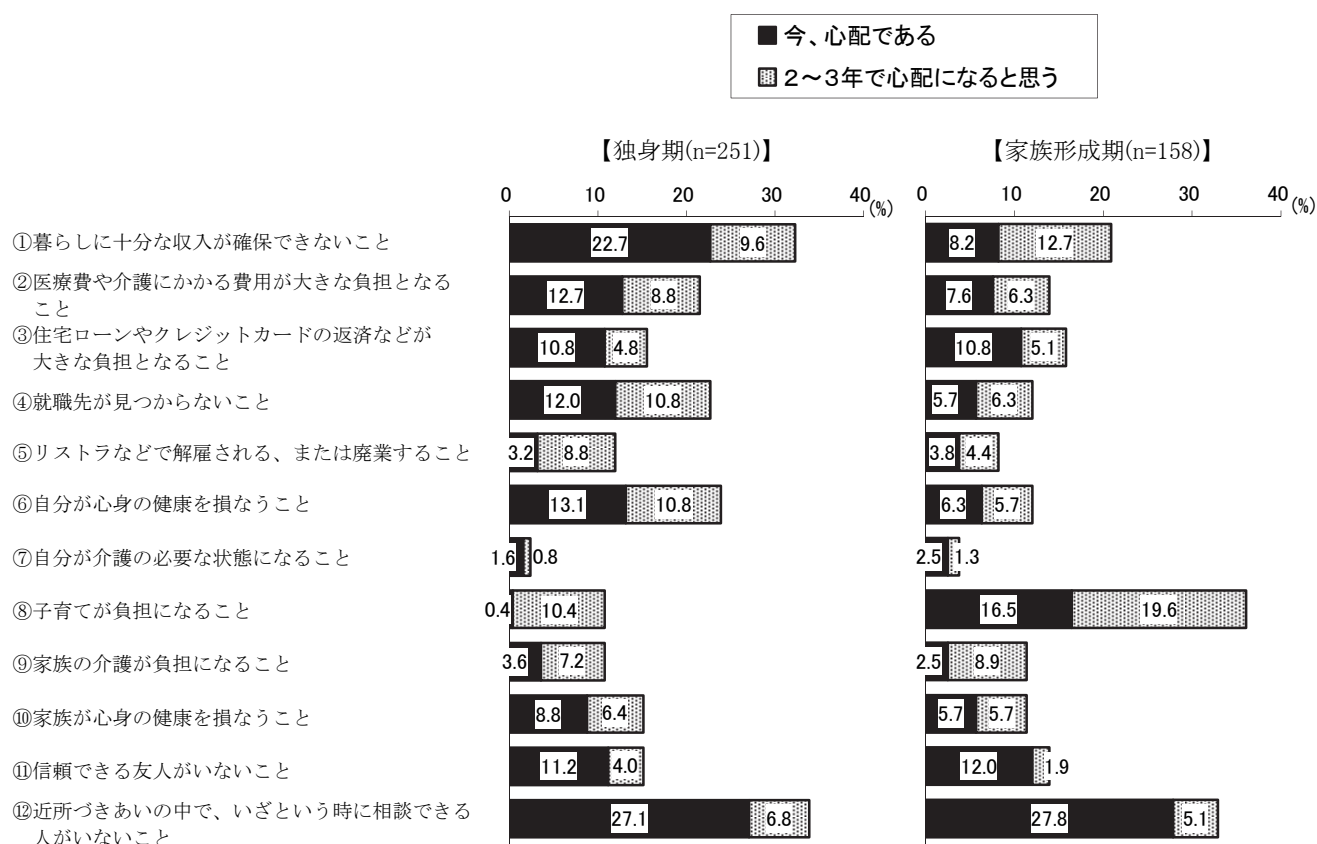 ■今、心配である
２～３年で心配になると思う
【独身期(n=251)】 【家族形成期(n=158)】
0 10 20 30 40 (%) 0 10 20 30 40 (%)
①暮らしに十分な収入が確保できないこと 22.7 9.6 8.2 12.7
②医療費や介護にかかる費用が大きな負担となる
こと 12.7 8.8 7.6 6.3
③住宅ローンやクレジットカードの返済などが
大きな負担となること 10.8 4.8 10.8 5.1
④就職先が見つからないこと 12.0 10.8 5.7 6.3
⑤リストラなどで解雇される、または廃業すること 3.2 8.8 3.8 4.4
⑥自分が心身の健康を損なうこと 13.1 10.8 6.3 5.7
⑦自分が介護の必要な状態になること 1.6 0.8 2.5 1.3
⑧子育てが負担になること 0.4 10.4 16.5 19.6
⑨家族の介護が負担になること 3.6 7.2 2.5 8.9
⑩家族が心身の健康を損なうこと 8.8 6.4 5.7 5.7
⑪信頼できる友人がいないこと 11.2 4.0 12.0 1.9
⑫近所づきあいの中で、いざという時に相談できる 27.1 6.8 27.8 5.1
人がいないこと